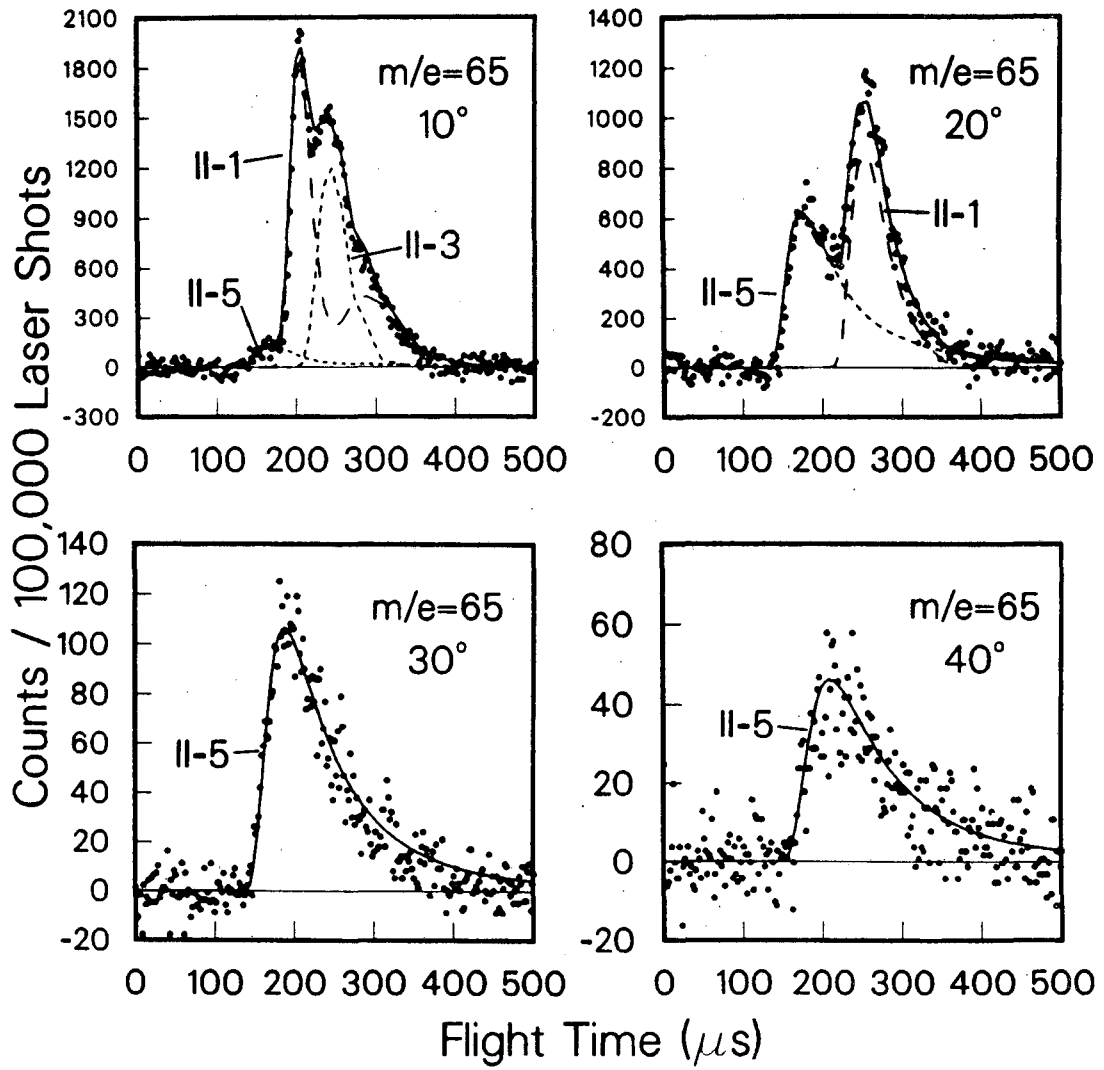 Counts / 100,000 Laser Shots
2100
1800
1500
1200
900
600
300
0
-300
m/e=65
10°
II-1
II-3
II-5
0 100 200 300 400 500
1400
1200
1000
800
600
400
200
0
-200
m/e=65
20°
II-1
II-5
0 100 200 300 400 500
140
120
100
80
60
40
20
0
-20
m/e=65
30°
II-5
0 100 200 300 400 500
80
60
40
20
0
-20
m/e=65
40°
II-5
0 100 200 300 400 500
Flight Time (μs)